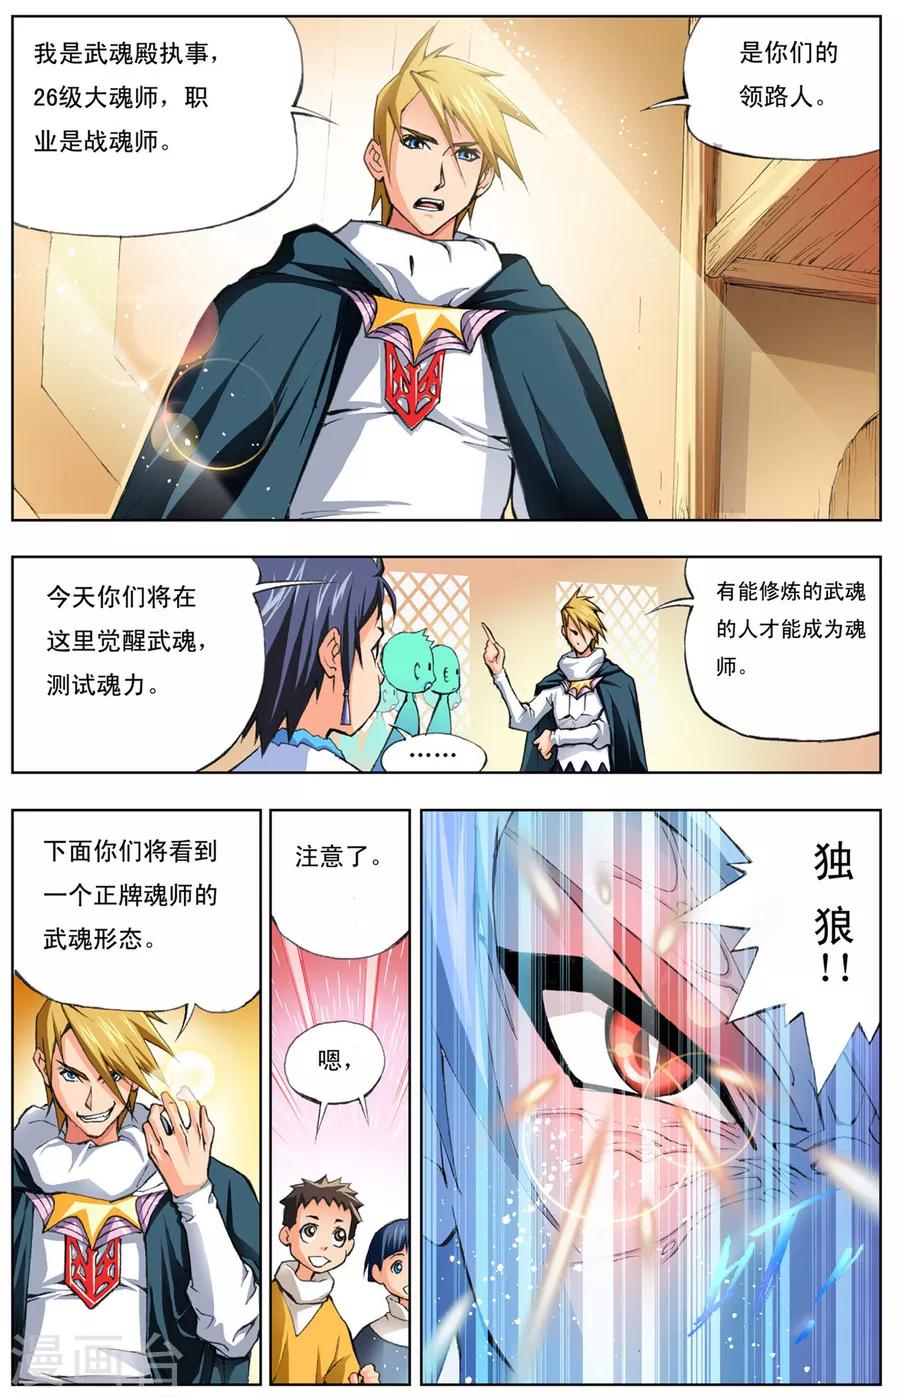 我是武魂殿执事，
26级大魂师，职
业是战魂师。
是你们的
领路人。
今天你们将在
这里觉醒武魂，
测试魂力。
……
有能修炼的武魂
的人才能成为魂
师。
下面你们将看到
一个正牌魂师的
武魂形态。
注意了。
嗯，
独
狼
!!
漫画台